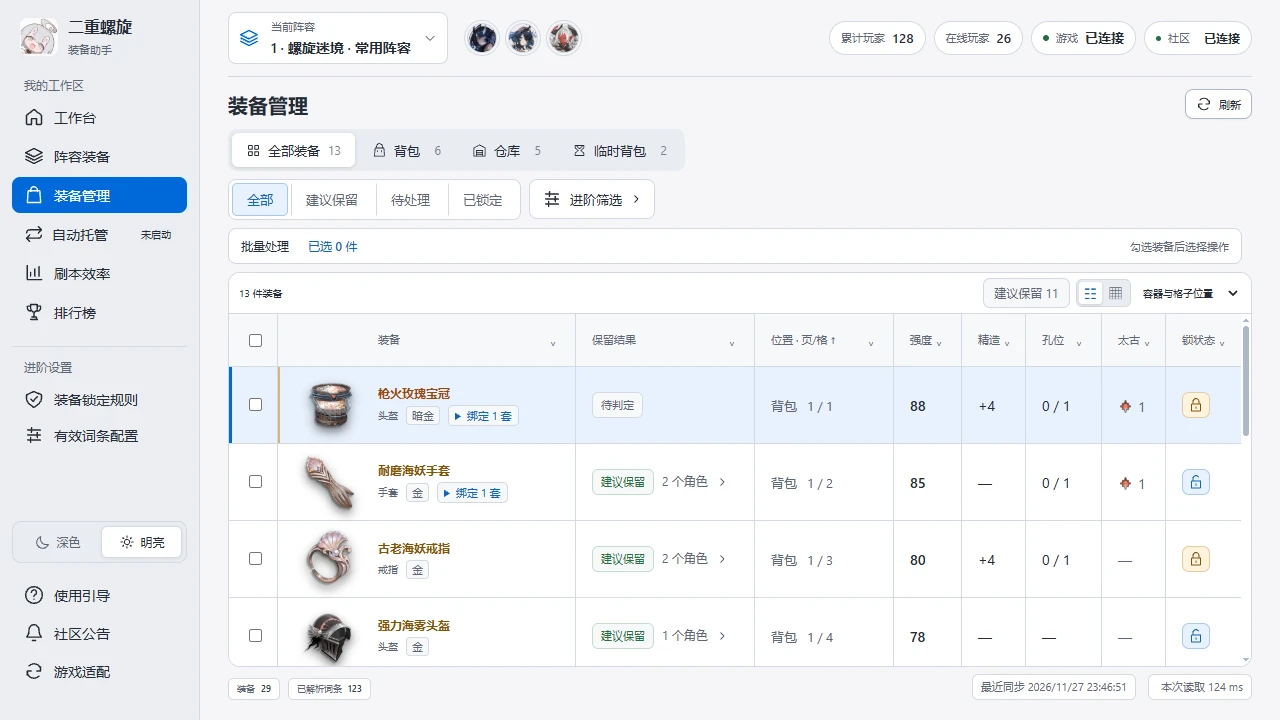 二重螺旋
装备助手
我的工作区
工作台
阵容装备
装备管理
自动托管 未启动
刷本效率
排行榜
进阶设置
装备锁定规则
有效词条配置
深色 明亮
使用引导
社区公告
游戏适配
当前阵容
1 · 螺旋迷境 · 常用阵容
累计玩家 128
在线玩家 26
游戏 已连接
社区 已连接
装备管理
刷新
全部装备 13 背包 6 仓库 5 临时背包 2
全部 建议保留 待处理 已锁定 进阶筛选
批量处理 已选 0 件 勾选装备后选择操作
13 件装备 建议保留 11 容器与格子位置
装备 保留结果 位置 · 页/格 ↑ 强度 精造 孔位 太古 锁状态
枪火玫瑰宝冠
头盔 暗金 绑定 1 套 待判定 背包 1 / 1 88 +4 0 / 1 1
耐磨海妖手套
手套 金 绑定 1 套 建议保留 2 个角色 背包 1 / 2 85 — 0 / 1 1
古老海妖戒指
戒指 金 建议保留 2 个角色 背包 1 / 3 80 +4 0 / 1 —
强力海雾头盔
头盔 金 建议保留 1 个角色 背包 1 / 4 78 — — —
装备 29 已解析词条 123 最近同步 2026/11/27 23:46:51 本次读取 124 ms